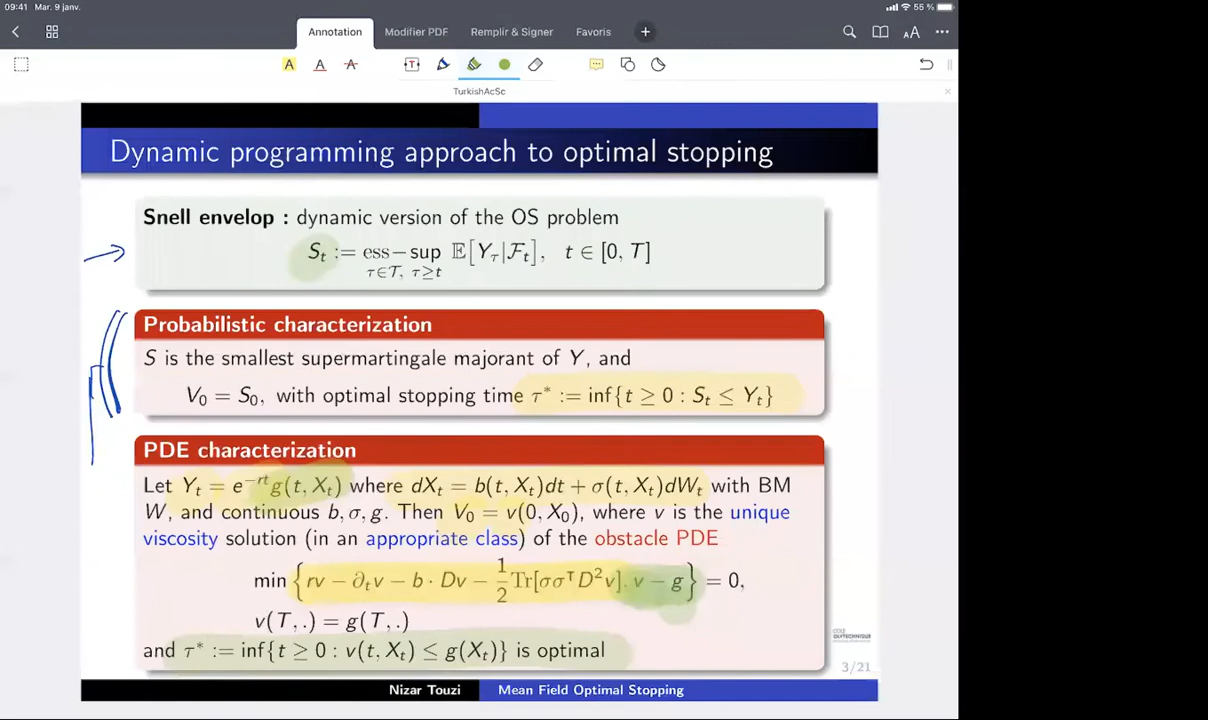 09:41 Mar. 9 janv.
55 %
Annotation
Modifier PDF
Remplir & Signer
Favoris
TurkishAcSc
Dynamic programming approach to optimal stopping
Snell envelop : dynamic version of the OS problem
S_t := ess−sup_{τ∈𝒯, τ≥t} 𝔼[Y_τ|ℱ_t], t ∈ [0, T]
Probabilistic characterization
S is the smallest supermartingale majorant of Y, and
V_0 = S_0, with optimal stopping time τ* := inf{t ≥ 0 : S_t ≤ Y_t}
PDE characterization
Let Y_t = e^{−rt}g(t, X_t) where dX_t = b(t, X_t)dt + σ(t, X_t)dW_t with BM
W, and continuous b, σ, g. Then V_0 = v(0, X_0), where v is the unique
viscosity solution (in an appropriate class) of the obstacle PDE
min {rv − ∂_t v − b · Dv − 1/2 Tr[σσ^⊤D²v], v − g} = 0,
v(T, .) = g(T, .)
and τ* := inf{t ≥ 0 : v(t, X_t) ≤ g(X_t)} is optimal
3/21
Nizar Touzi
Mean Field Optimal Stopping